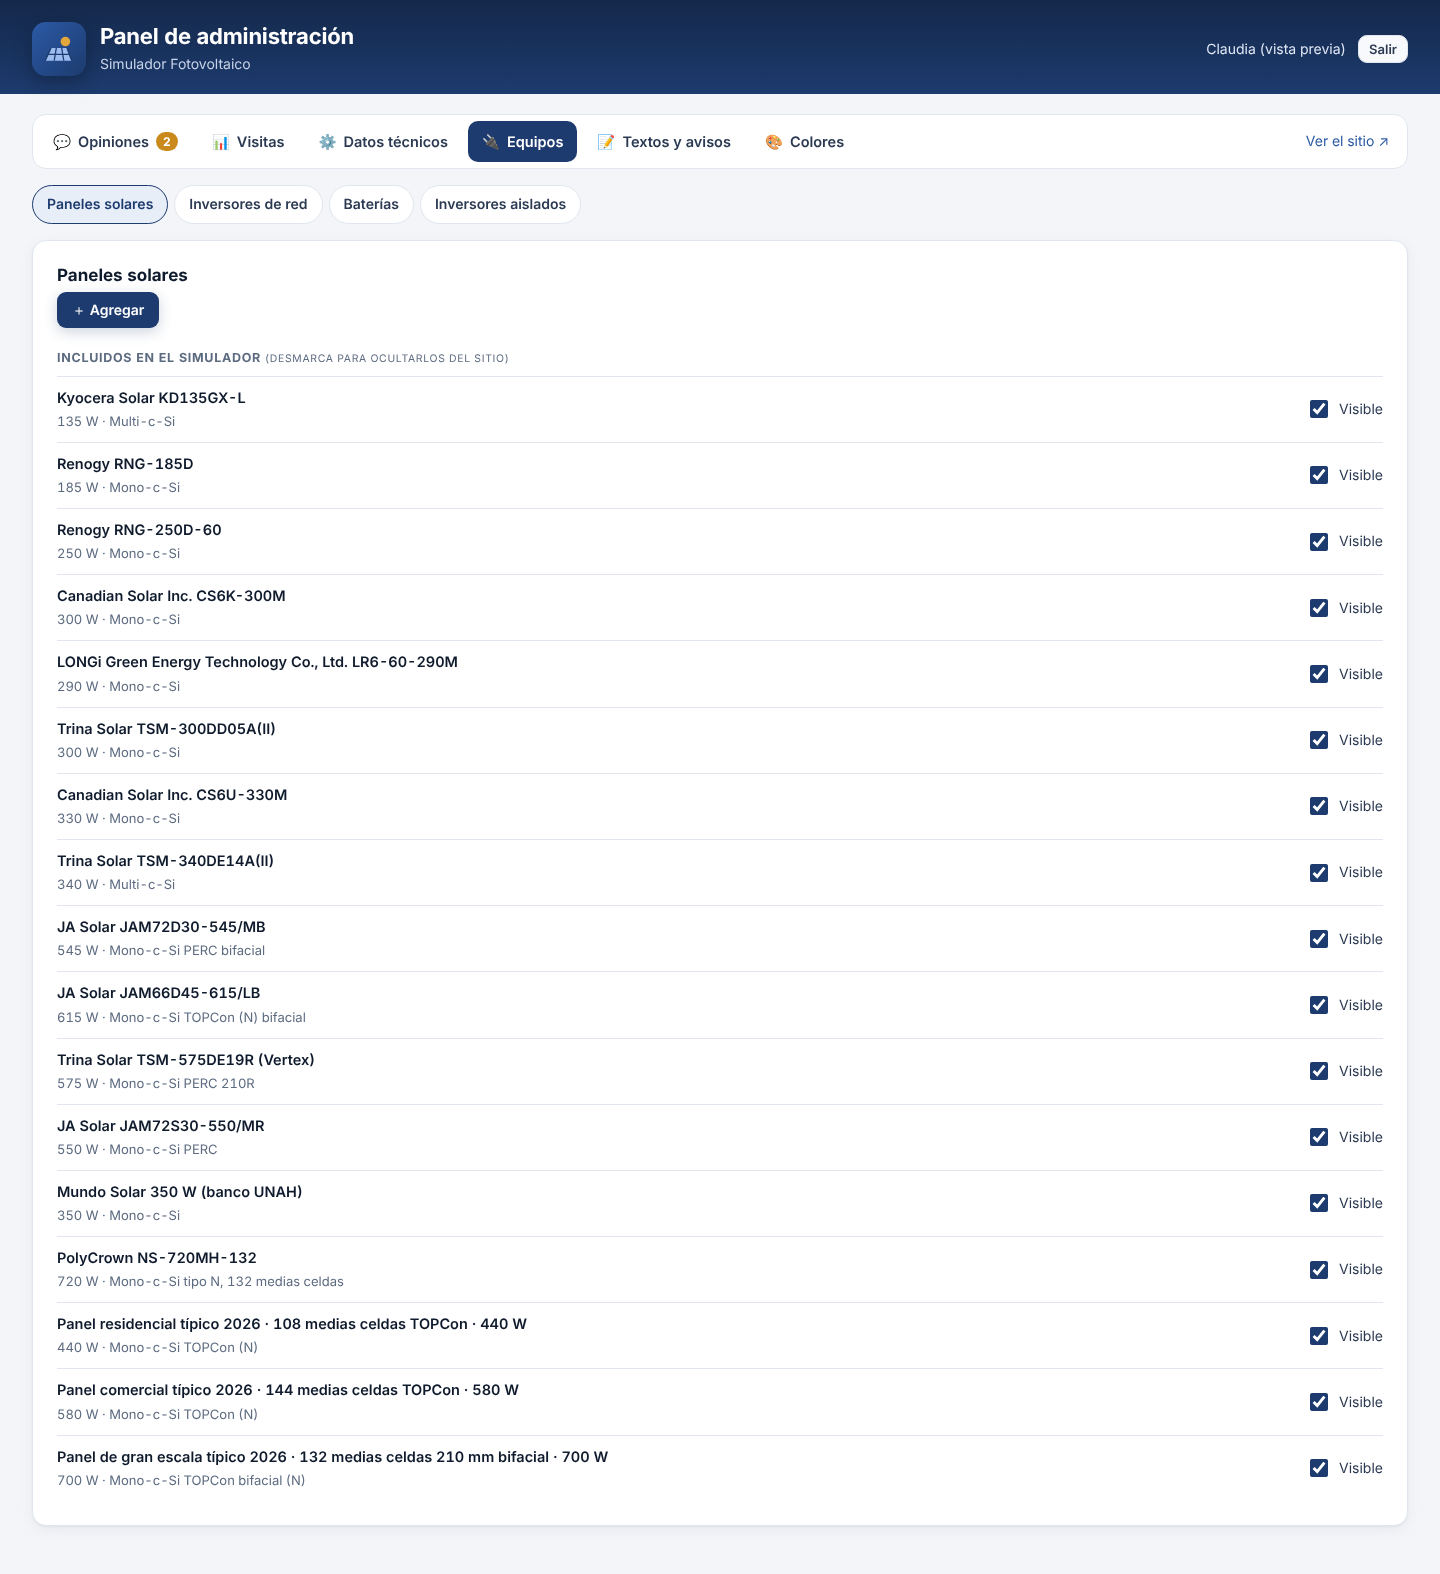 Panel de administración
Simulador Fotovoltaico
Claudia (vista previa)
Salir
Opiniones 2
Visitas
Datos técnicos
Equipos
Textos y avisos
Colores
Ver el sitio ↗
Paneles solares
Inversores de red
Baterías
Inversores aislados
Paneles solares
+ Agregar
INCLUIDOS EN EL SIMULADOR (DESMARCA PARA OCULTARLOS DEL SITIO)
Kyocera Solar KD135GX-L
135 W · Multi-c-Si
Visible
Renogy RNG-185D
185 W · Mono-c-Si
Visible
Renogy RNG-250D-60
250 W · Mono-c-Si
Visible
Canadian Solar Inc. CS6K-300M
300 W · Mono-c-Si
Visible
LONGi Green Energy Technology Co., Ltd. LR6-60-290M
290 W · Mono-c-Si
Visible
Trina Solar TSM-300DD05A(II)
300 W · Mono-c-Si
Visible
Canadian Solar Inc. CS6U-330M
330 W · Mono-c-Si
Visible
Trina Solar TSM-340DE14A(II)
340 W · Multi-c-Si
Visible
JA Solar JAM72D30-545/MB
545 W · Mono-c-Si PERC bifacial
Visible
JA Solar JAM66D45-615/LB
615 W · Mono-c-Si TOPCon (N) bifacial
Visible
Trina Solar TSM-575DE19R (Vertex)
575 W · Mono-c-Si PERC 210R
Visible
JA Solar JAM72S30-550/MR
550 W · Mono-c-Si PERC
Visible
Mundo Solar 350 W (banco UNAH)
350 W · Mono-c-Si
Visible
PolyCrown NS-720MH-132
720 W · Mono-c-Si tipo N, 132 medias celdas
Visible
Panel residencial típico 2026 · 108 medias celdas TOPCon · 440 W
440 W · Mono-c-Si TOPCon (N)
Visible
Panel comercial típico 2026 · 144 medias celdas TOPCon · 580 W
580 W · Mono-c-Si TOPCon (N)
Visible
Panel de gran escala típico 2026 · 132 medias celdas 210 mm bifacial · 700 W
700 W · Mono-c-Si TOPCon bifacial (N)
Visible